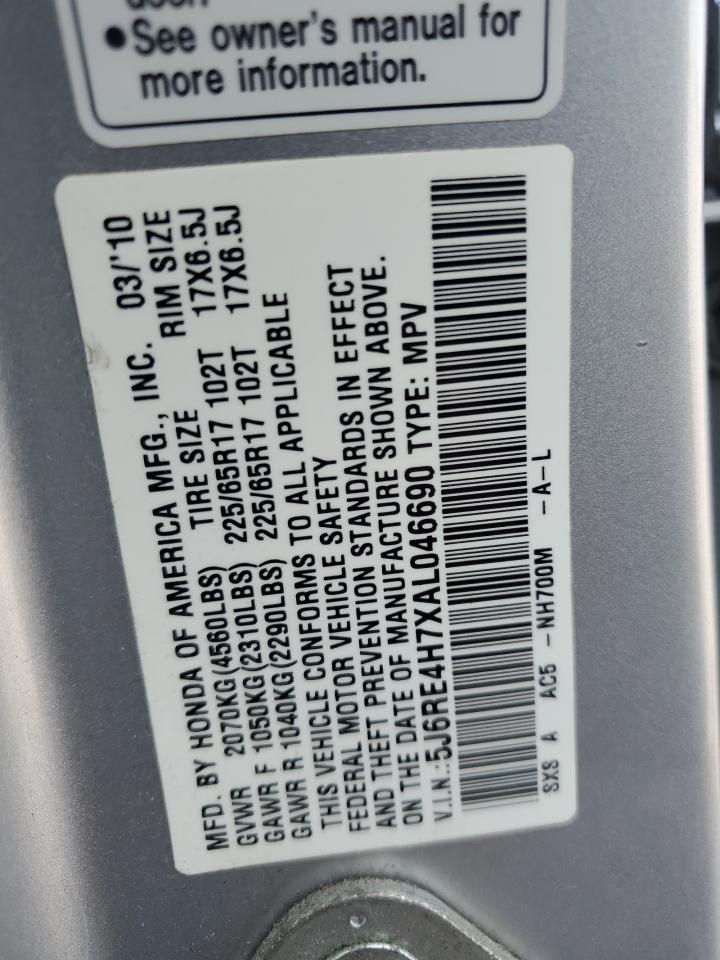 See owner's manual for
more information.
MFD. BY HONDA OF AMERICA MFG., INC. 03/'10
GVWR 2070KG(4560LBS) TIRE SIZE RIM SIZE
GAWR F 1050KG(2310LBS) 225/65R17 102T 17X6.5J
GAWR R 1040KG(2290LBS) 225/65R17 102T 17X6.5J
THIS VEHICLE CONFORMS TO ALL APPLICABLE
FEDERAL MOTOR VEHICLE SAFETY
AND THEFT PREVENTION STANDARDS IN EFFECT
ON THE DATE OF MANUFACTURE SHOWN ABOVE.
V.I.N.:5J6RE4H7XAL046690 TYPE: MPV
SXS A AC5 -NH700M -A-L